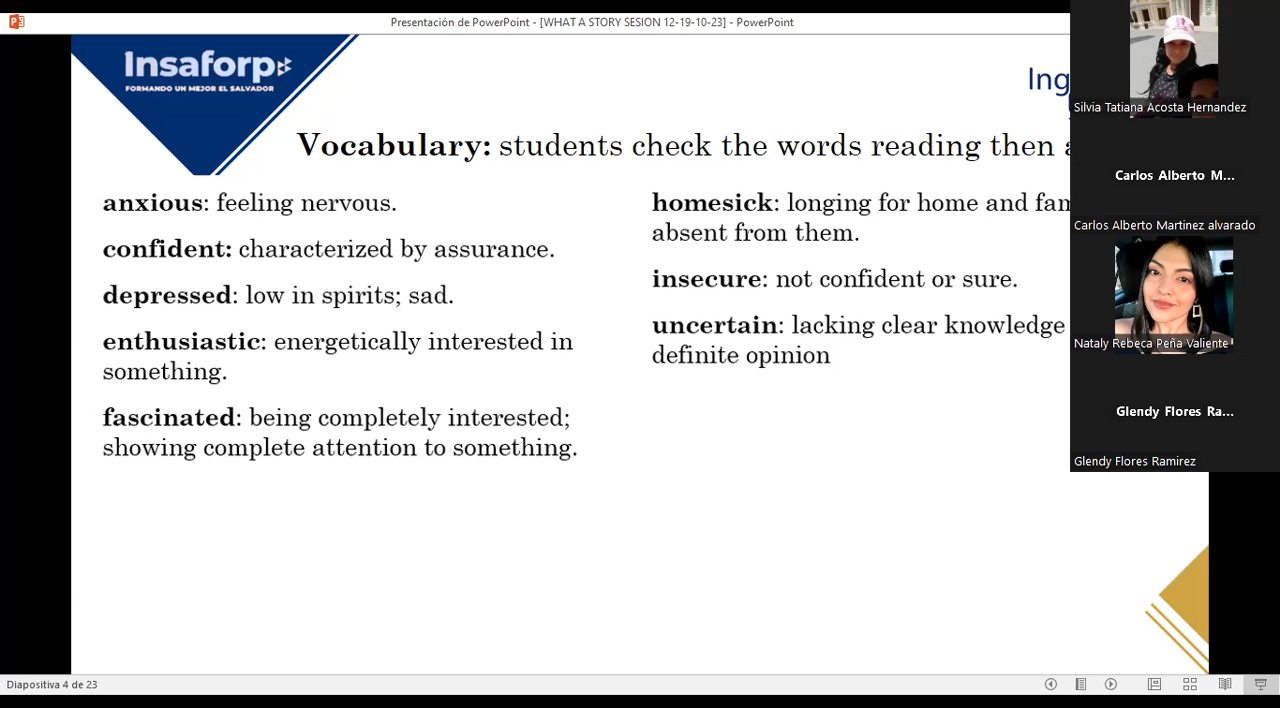 Presentación de PowerPoint - [WHAT A STORY SESION 12-19-10-23] - PowerPoint
Insaforp
FORMANDO UN MEJOR EL SALVADOR
Ing
Vocabulary: students check the words reading then
anxious: feeling nervous.
confident: characterized by assurance.
depressed: low in spirits; sad.
enthusiastic: energetically interested in
something.
fascinated: being completely interested;
showing complete attention to something.
homesick: longing for home and fam
absent from them.
insecure: not confident or sure.
uncertain: lacking clear knowledge
definite opinion
Silvia Tatiana Acosta Hernandez
Carlos Alberto M...
Carlos Alberto Martinez alvarado
Nataly Rebeca Peña Valiente
Glendy Flores Ra...
Glendy Flores Ramirez
Diapositiva 4 de 23